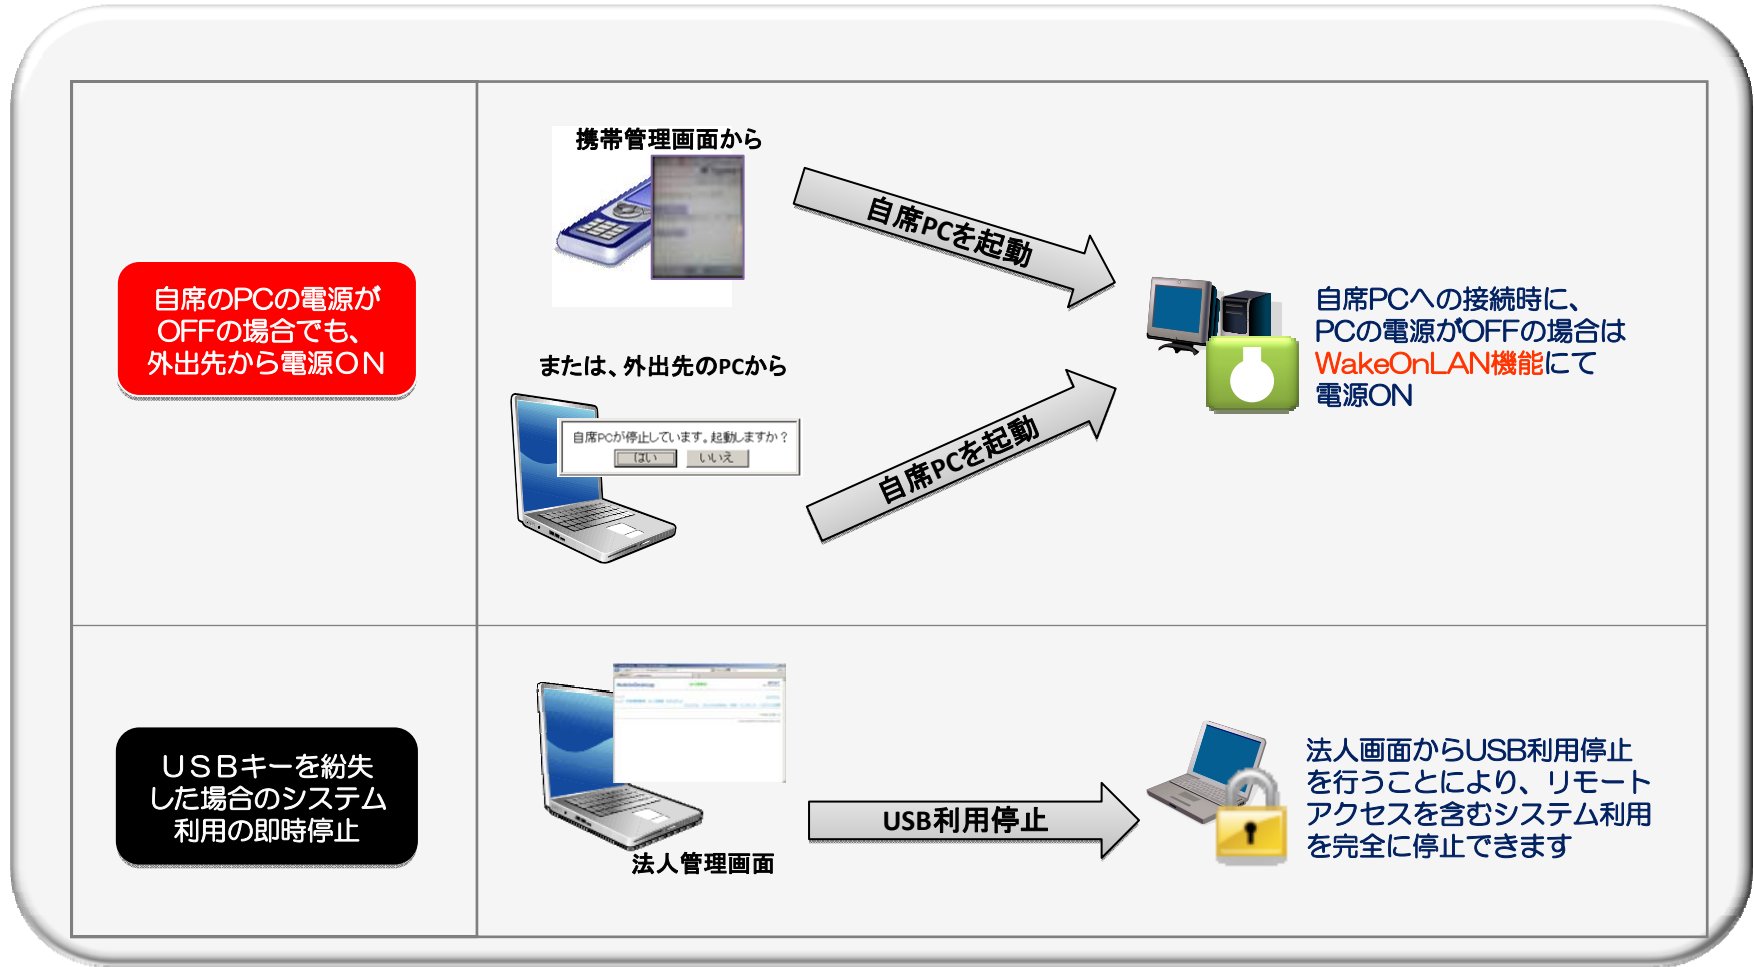 自席のPCの電源が
OFFの場合でも、
外出先から電源ON
携帯管理画面から
自席PCを起動
または、外出先のPCから
自席PCが停止しています。起動しますか？
はい
いいえ
自席PCを起動
自席PCへの接続時に、
PCの電源がOFFの場合は
WakeOnLAN機能にて
電源ON
USBキーを紛失
した場合のシステム
利用の即時停止
法人管理画面
USB利用停止
法人画面からUSB利用停止
を行うことにより、リモート
アクセスを含むシステム利用
を完全に停止できます